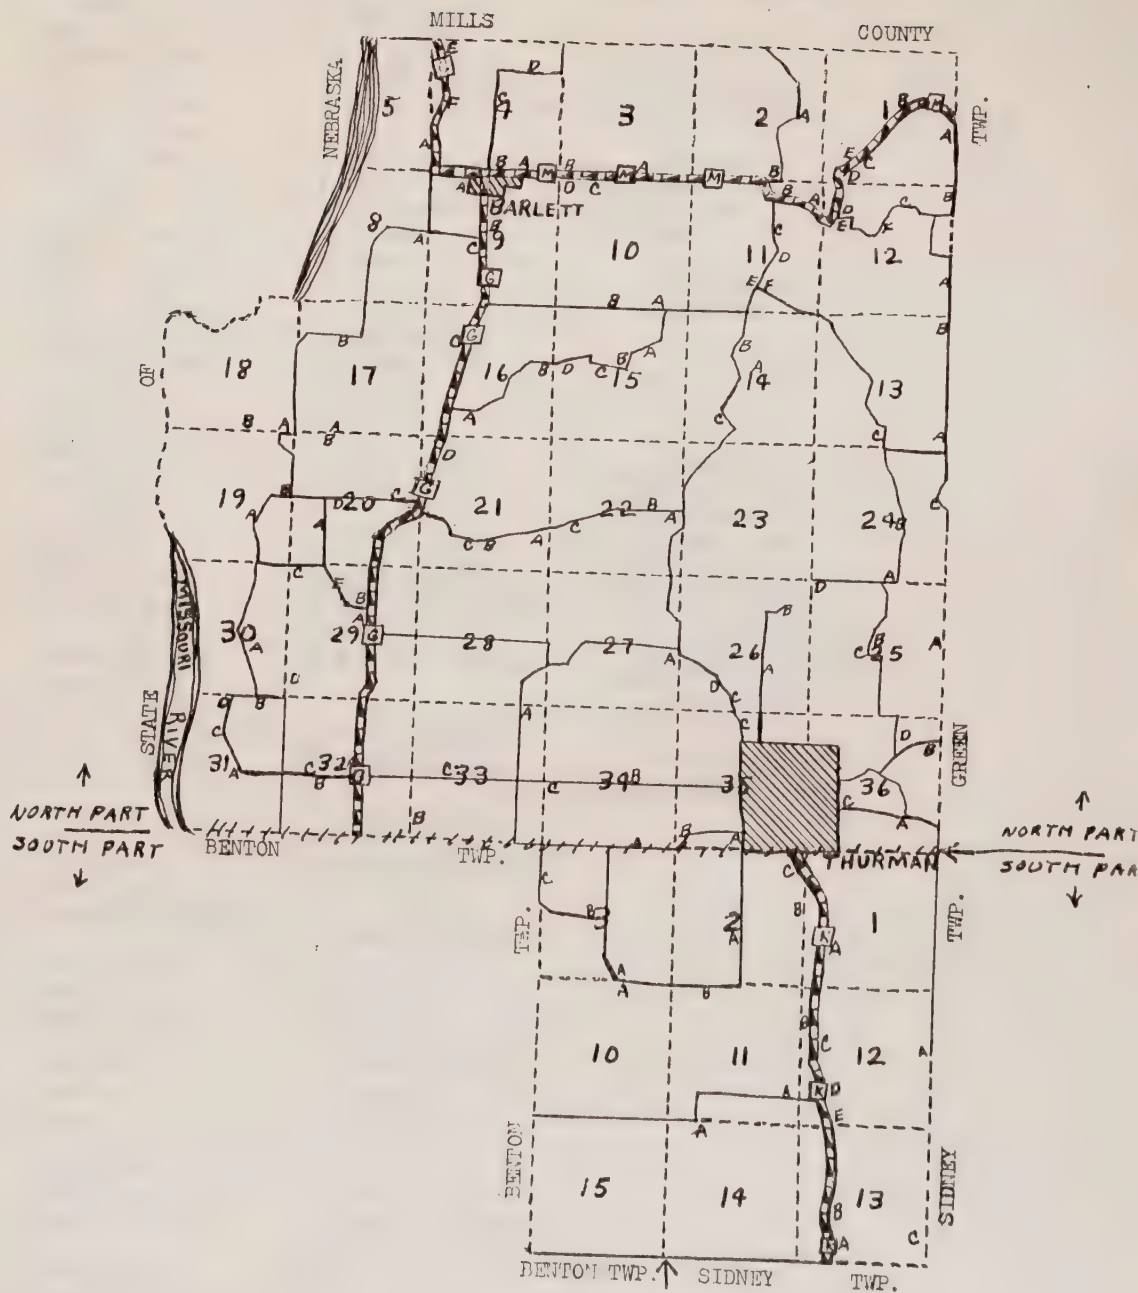 MILLS COUNTY
NEBRASKA
TWP.
E
F
5
D
C
4
3
2
A
1
B M
A
A
B A M B A M M B
D C
A
BARLETT
E C D
B A D E
C B
F
8
A
B
9
C
G
10
11
C
D
E F
12
A
B A
B
18
OF
17
B
C G
16
B D C B A
15
A
B
A
14
C
13
C A
B A B A
D
G
19
B
D 20 C
A
A
21
C B A C 22 B
23
24 B
C
D A
C
E
B
A
MISSOURI RIVER
STATE
30
A
B
D
29 G
28
27
A
26
B
A
D C
C
B
C 25
A
D
C
31 A
32 A
B
G
C 33
A
C
34 B
35
36
D
B
C
A
GREEN
B
B A
A
NORTH PART
SOUTH PART
BENTON TWP.
THURMAN
NORTH PART
SOUTH PAR
TWP.
C
B
A
A
2
A
B
C
B
K
A
1
TWP.
10
11
B
C
12
A
A
K D
E
A
BENTON
15
14
13
B
K A
C
SIDNEY
BENTON TWP. SIDNEY TWP.